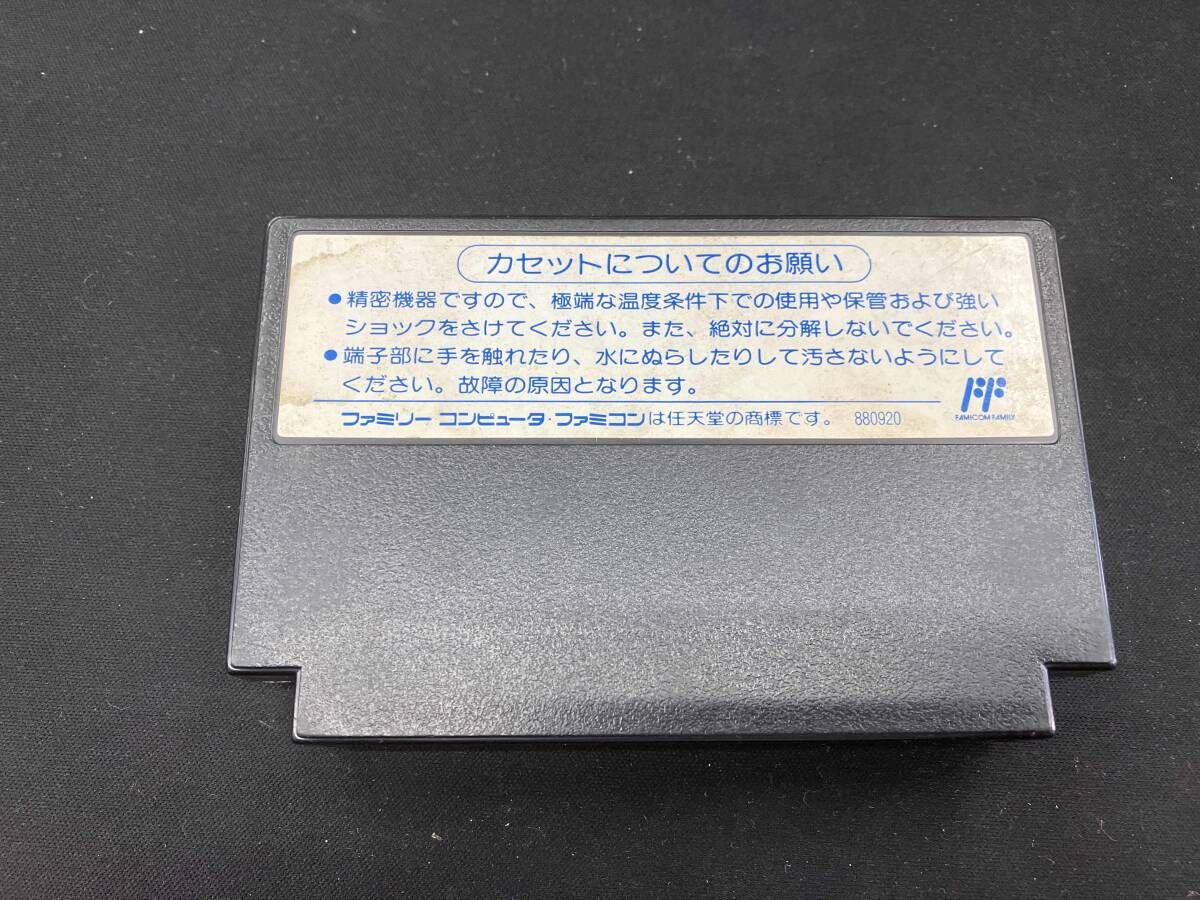 カセットについてのお願い
●精密機器ですので、極端な温度条件下での使用や保管および強い
ショックをさけてください。また、絶対に分解しないでください。
●端子部に手を触れたり、水にぬらしたりして汚さないようにして
ください。故障の原因となります。
FAMICOM FAMILY
ファミリー コンピュータ・ファミコンは任天堂の商標です。 880920